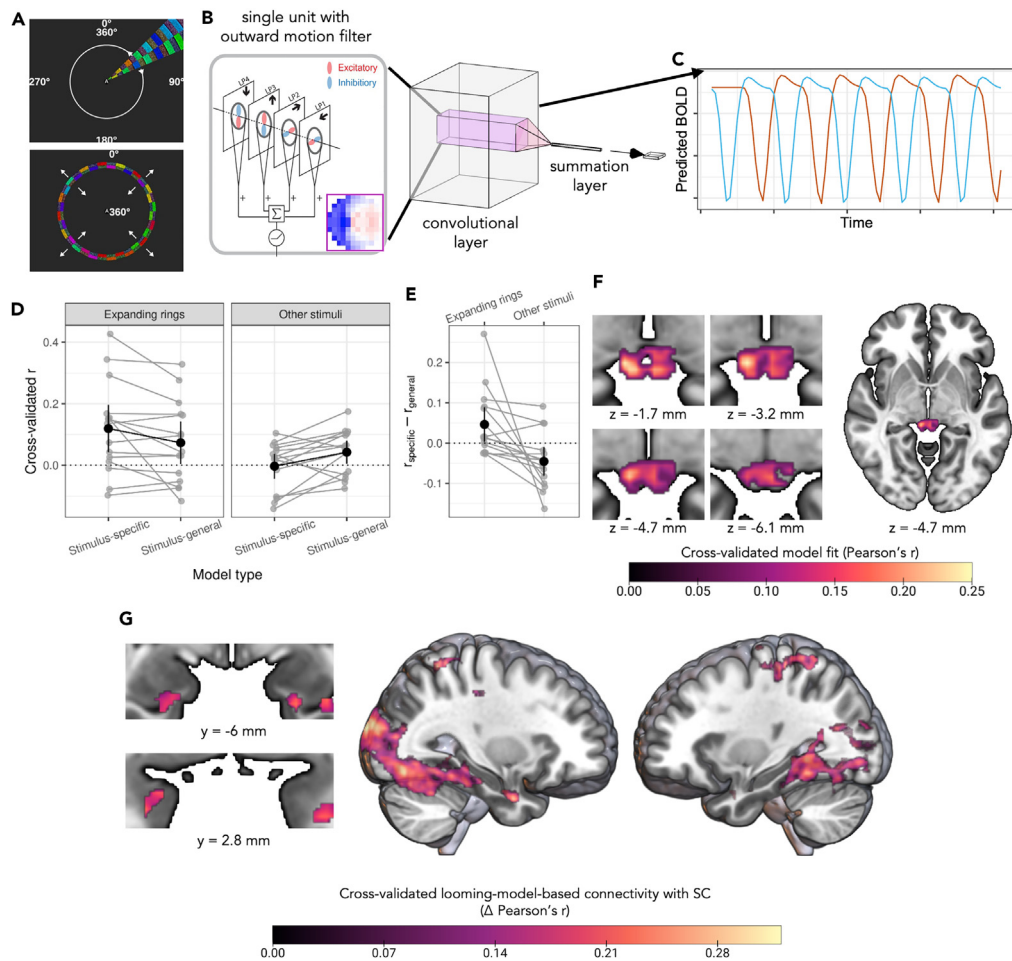 A
0°
360°
270°
90°
180°
0°
360°
B
single unit with
outward motion filter
Excitatory
Inhibitiory
LP4
LP3
LP2
LP1
+
+
+
+
Σ
convolutional
layer
summation
layer
C
Predicted BOLD
Time
D
Expanding rings
Other stimuli
Cross-validated r
0.4
0.2
0.0
Stimulus-specific
Stimulus-general
Stimulus-specific
Stimulus-general
Model type
E
Expanding rings
Other stimuli
rspecific − rgeneral
0.2
0.1
0.0
-0.1
F
z = -1.7 mm
z = -3.2 mm
z = -4.7 mm
z = -6.1 mm
z = -4.7 mm
Cross-validated model fit (Pearson's r)
0.00
0.05
0.10
0.15
0.20
0.25
G
y = -6 mm
y = 2.8 mm
Cross-validated looming-model-based connectivity with SC
(Δ Pearson's r)
0.00
0.07
0.14
0.21
0.28